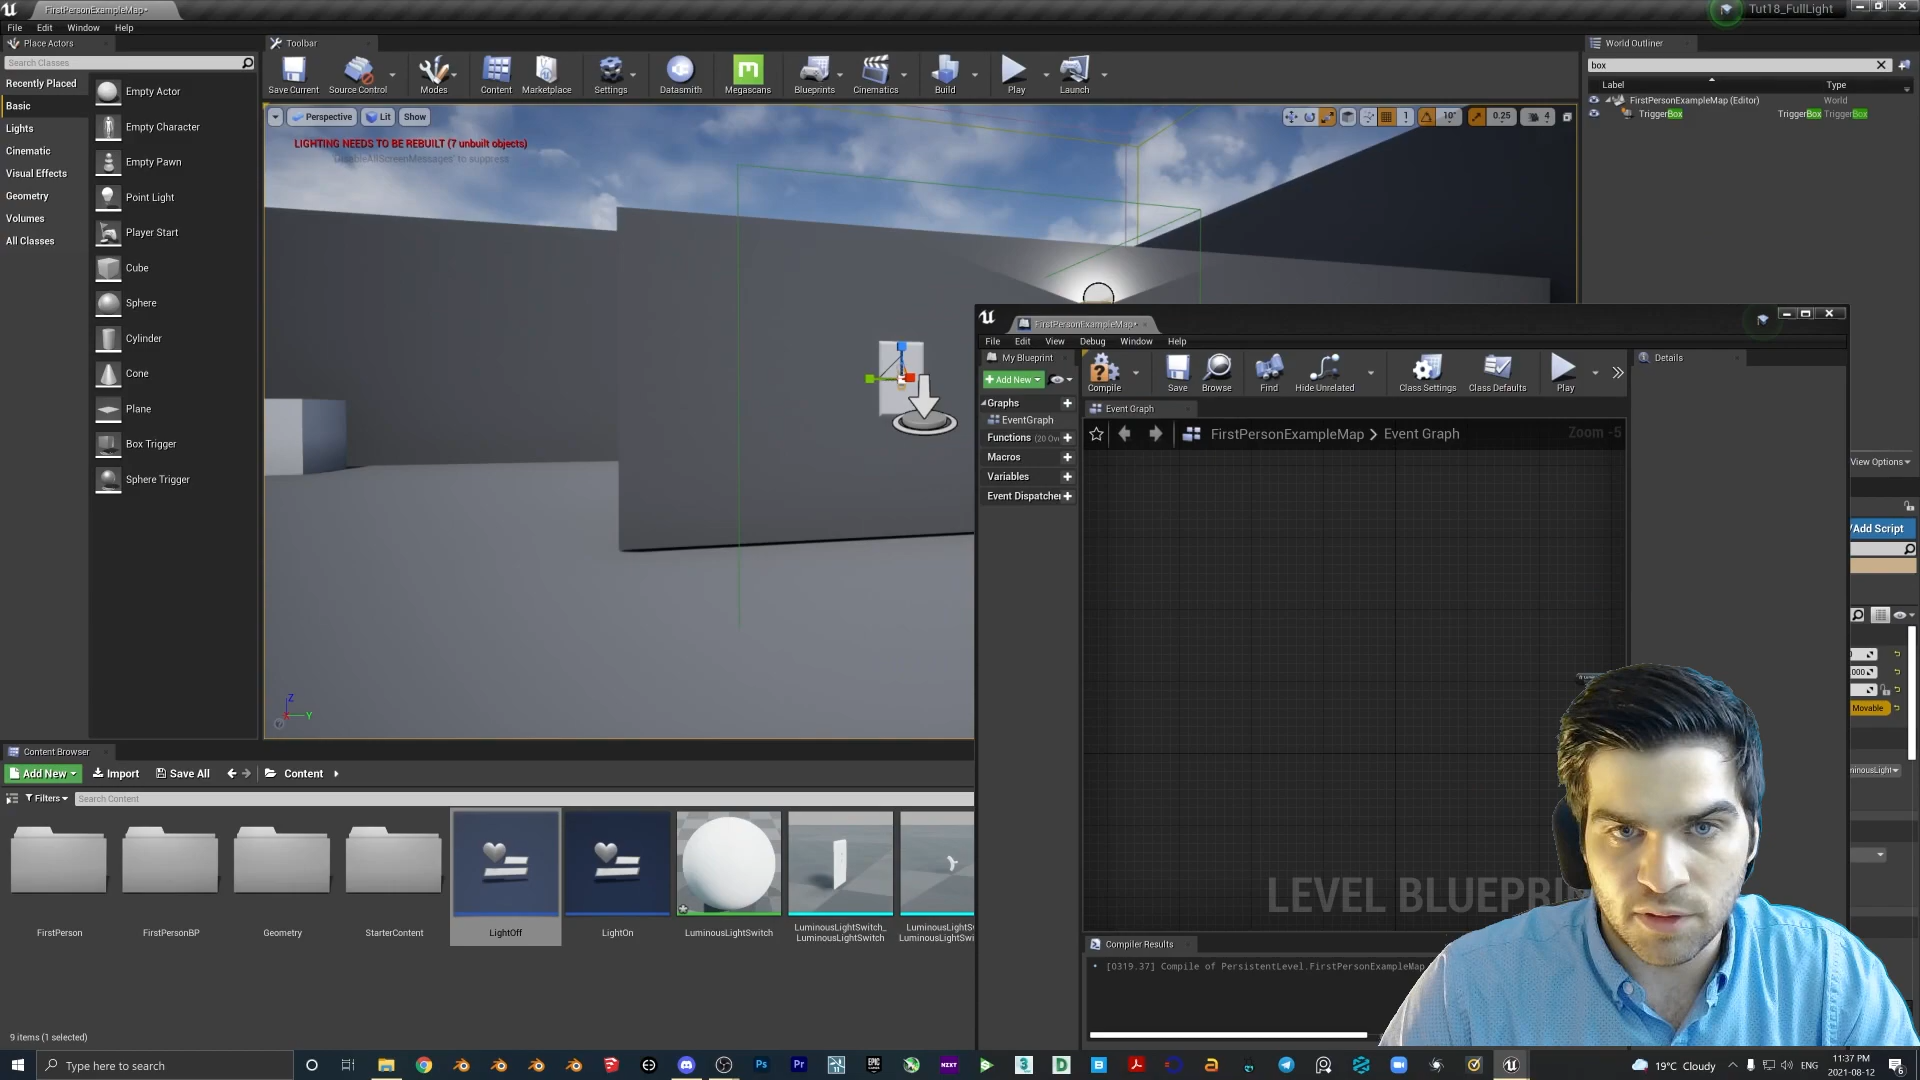 FirstPersonExampleMap•
Tut18_FullLight
File Edit Window Help
Place Actors
Search Classes
Recently Placed
Basic
Lights
Cinematic
Visual Effects
Geometry
Volumes
All Classes
Empty Actor
Empty Character
Empty Pawn
Point Light
Player Start
Cube
Sphere
Cylinder
Cone
Plane
Box Trigger
Sphere Trigger
Toolbar
Save Current Source Control Modes Content Marketplace Settings Datasmith Megascans Blueprints Cinematics Build Play Launch
Perspective Lit Show
1 10° 0.25 4
LIGHTING NEEDS TO BE REBUILT (7 unbuilt objects)
'DisableAllScreenMessages' to suppress
Z
X Y
World Outliner
box
Label Type
FirstPersonExampleMap (Editor) World
TriggerBox TriggerBox TriggerBox
View Options
/Add Script
000
Movable
FirstPersonExampleMap•
File Edit View Debug Window Help
My Blueprint
Add New
Graphs
EventGraph
Functions (20 Ove
Macros
Variables
Event Dispatcher
Compile Save Browse Find Hide Unrelated Class Settings Class Defaults Play
Details
Event Graph
FirstPersonExampleMap > Event Graph
Zoom -5
LEVEL BLUEPRIN
Compiler Results
[0319.37] Compile of PersistentLevel.FirstPersonExampleMap
Content Browser
Add New Import Save All Content
Filters Search Content
FirstPerson
FirstPersonBP
Geometry
StarterContent
LightOff
LightOn
LuminousLightSwitch
LuminousLightSwitch_
LuminousLightSwitch
9 items (1 selected)
Type here to search
19°C Cloudy
ENG
11:37 PM
2021-08-12